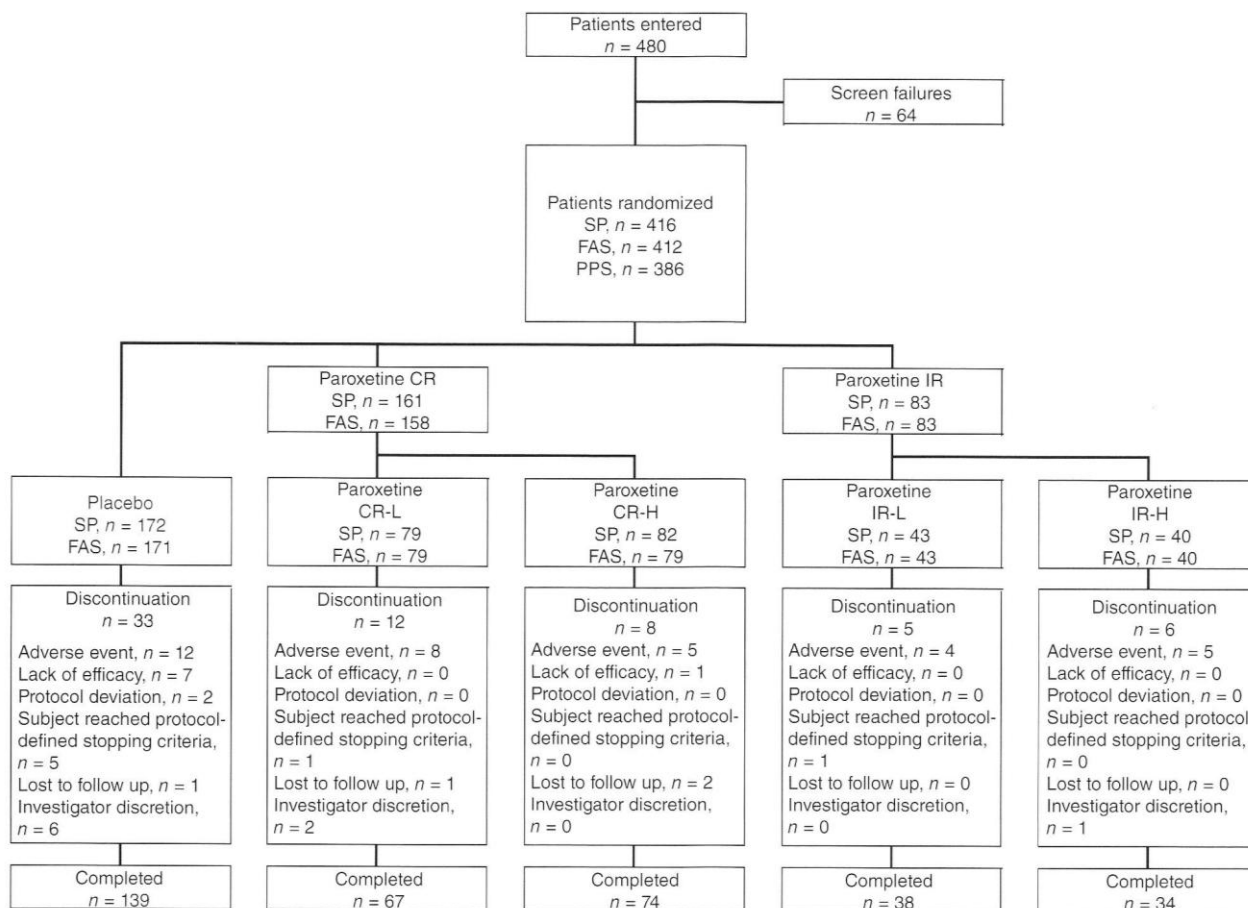 Patients entered
n = 480
Screen failures
n = 64
Patients randomized
SP, n = 416
FAS, n = 412
PPS, n = 386
Paroxetine CR
SP, n = 161
FAS, n = 158
Paroxetine IR
SP, n = 83
FAS, n = 83
Placebo
SP, n = 172
FAS, n = 171
Paroxetine
CR-L
SP, n = 79
FAS, n = 79
Paroxetine
CR-H
SP, n = 82
FAS, n = 79
Paroxetine
IR-L
SP, n = 43
FAS, n = 43
Paroxetine
IR-H
SP, n = 40
FAS, n = 40
Discontinuation
n = 33
Adverse event, n = 12
Lack of efficacy, n = 7
Protocol deviation, n = 2
Subject reached protocol-
defined stopping criteria,
n = 5
Lost to follow up, n = 1
Investigator discretion,
n = 6
Discontinuation
n = 12
Adverse event, n = 8
Lack of efficacy, n = 0
Protocol deviation, n = 0
Subject reached protocol-
defined stopping criteria,
n = 1
Lost to follow up, n = 1
Investigator discretion,
n = 2
Discontinuation
n = 8
Adverse event, n = 5
Lack of efficacy, n = 1
Protocol deviation, n = 0
Subject reached protocol-
defined stopping criteria,
n = 0
Lost to follow up, n = 2
Investigator discretion,
n = 0
Discontinuation
n = 5
Adverse event, n = 4
Lack of efficacy, n = 0
Protocol deviation, n = 0
Subject reached protocol-
defined stopping criteria,
n = 1
Lost to follow up, n = 0
Investigator discretion,
n = 0
Discontinuation
n = 6
Adverse event, n = 5
Lack of efficacy, n = 0
Protocol deviation, n = 0
Subject reached protocol-
defined stopping criteria,
n = 0
Lost to follow up, n = 0
Investigator discretion,
n = 1
Completed
n = 139
Completed
n = 67
Completed
n = 74
Completed
n = 38
Completed
n = 34